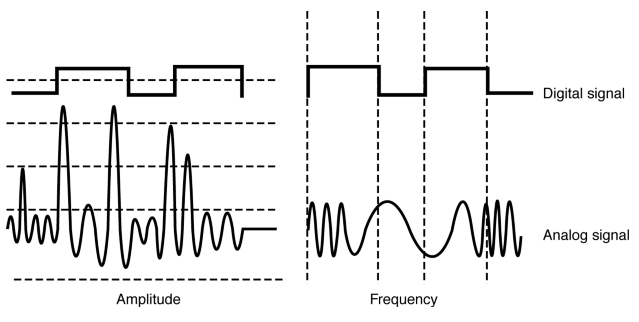 Digital signal
Analog signal
Amplitude
Frequency